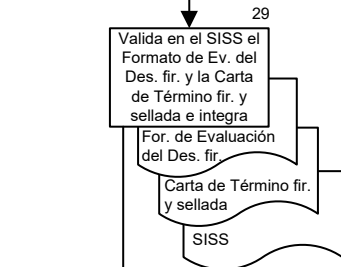 29
Valida en el SISS el
Formato de Ev. del
Des. fir. y la Carta
de Término fir. y
sellada e integra
For. de Evaluación
del Des. fir.
Carta de Término fir.
y sellada
SISS